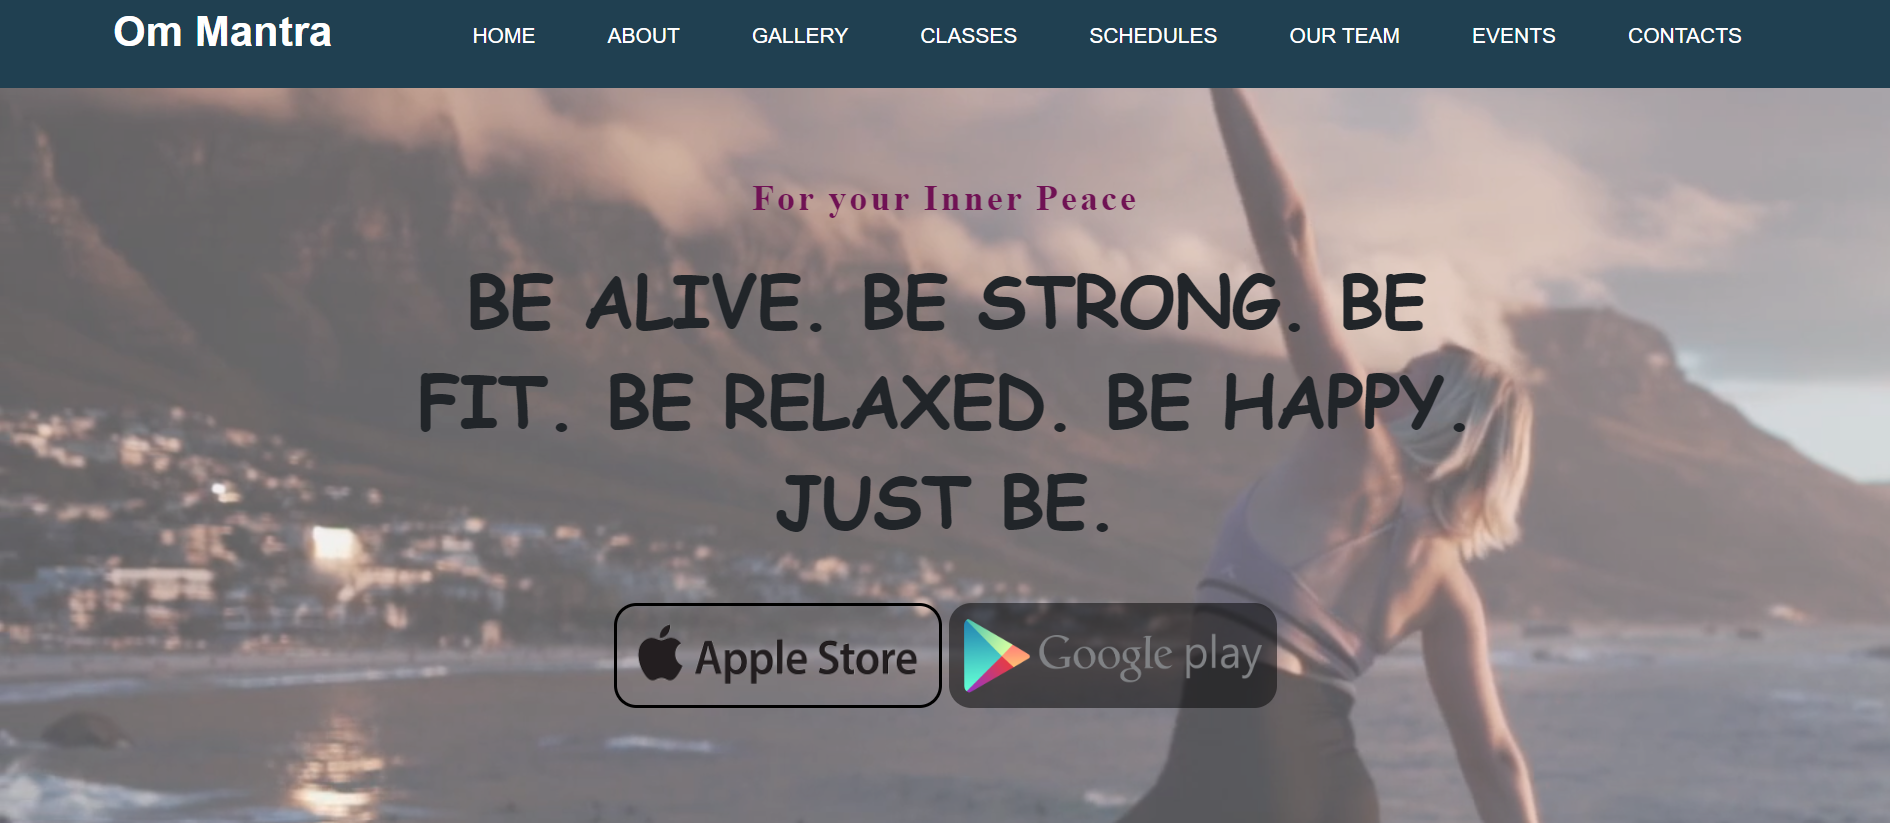 Om Mantra
HOME ABOUT GALLERY CLASSES SCHEDULES OUR TEAM EVENTS CONTACTS
For your Inner Peace
BE ALIVE. BE STRONG. BE
FIT. BE RELAXED. BE HAPPY.
JUST BE.
Apple Store
Google play